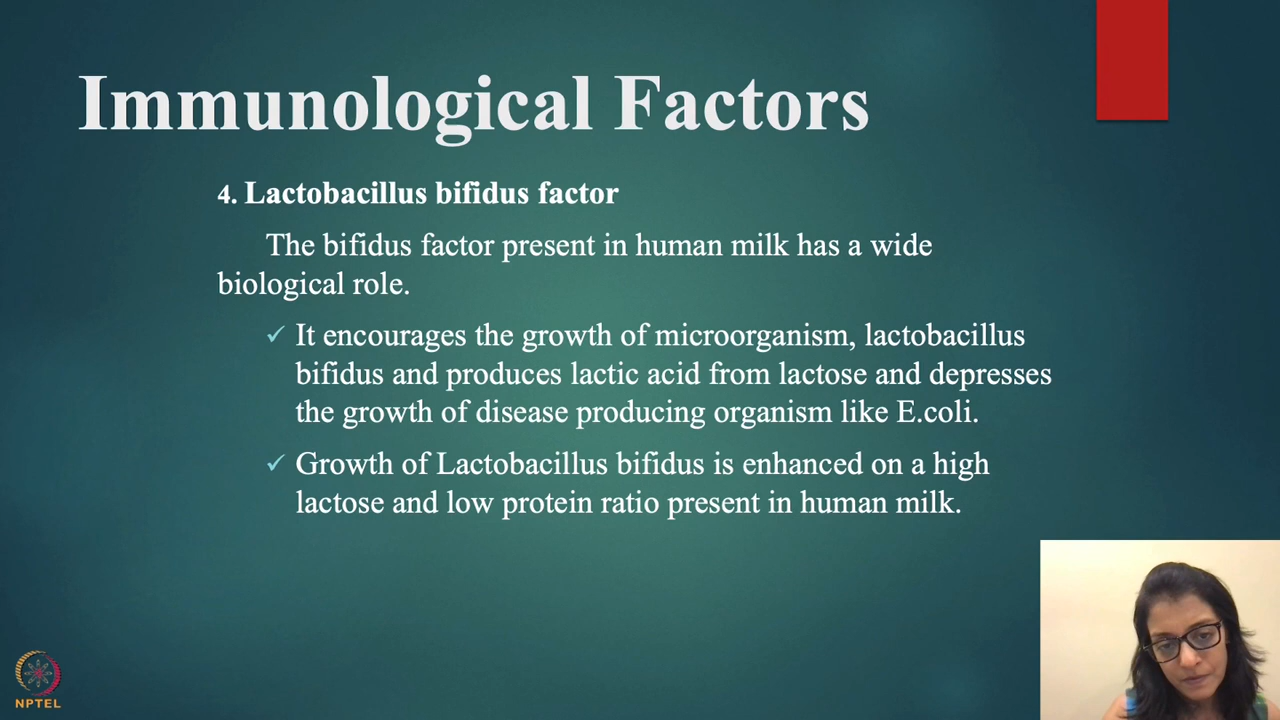 Immunological Factors
4. Lactobacillus bifidus factor
The bifidus factor present in human milk has a wide
biological role.
✓ It encourages the growth of microorganism, lactobacillus
bifidus and produces lactic acid from lactose and depresses
the growth of disease producing organism like E.coli.
✓ Growth of Lactobacillus bifidus is enhanced on a high
lactose and low protein ratio present in human milk.
NPTEL